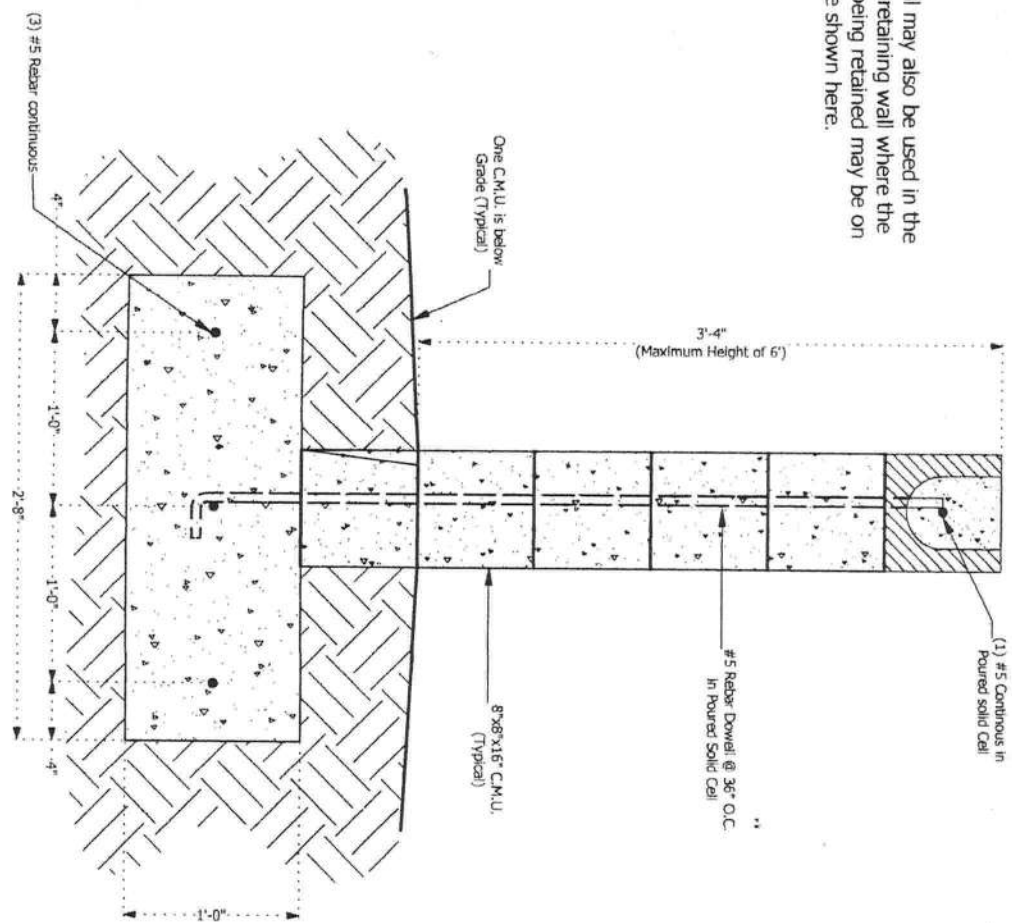 l may also be used in the
retaining wall where the
being retained may be on
e shown here.
(1) #5 Continous in
Poured solid Cell
3'-4"
(Maximum Height of 6')
#5 Rebar Dowell @ 36" O.C.
In Poured Solid Cell
8"x8"x16" C.M.U.
(Typical)
One C.M.U. is below
Grade (Typical)
(3) #5 Rebar continuous
4"
1'-0"
1'-0"
4"
2'-8"
1'-0"